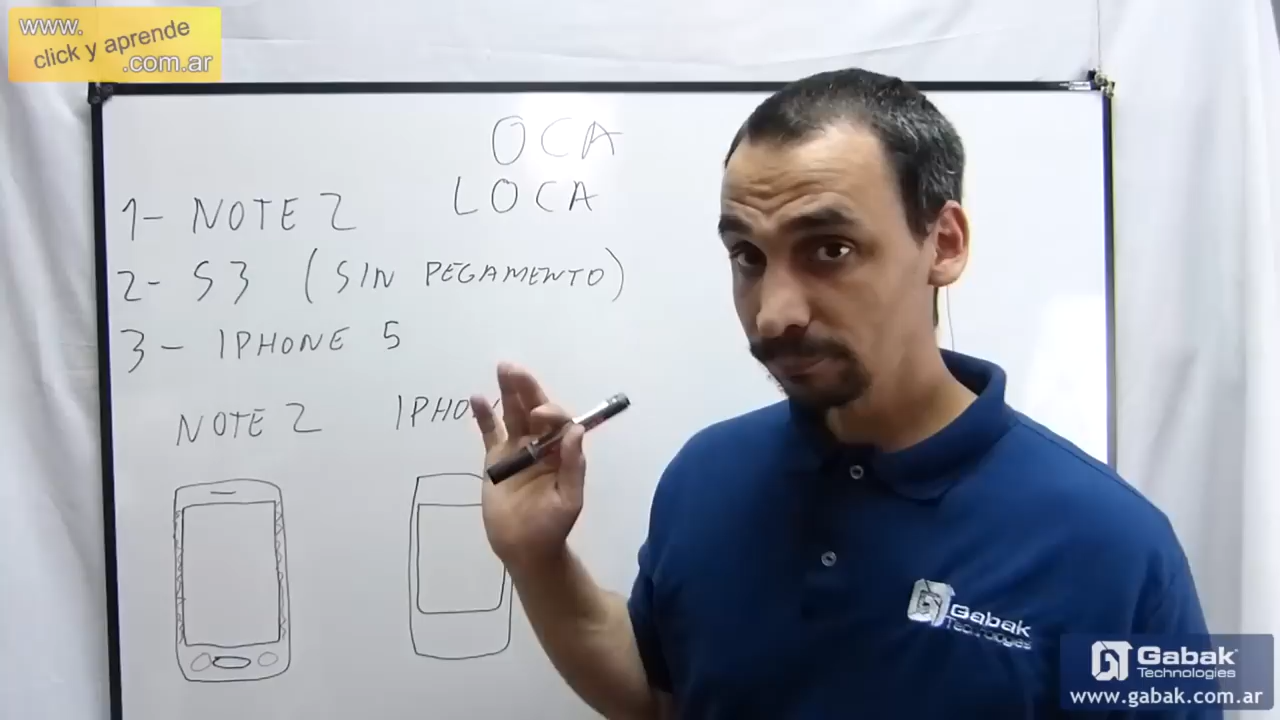 www.
click y aprende
.com.ar
OCA
LOCA
1- NOTE 2
2- S3 (SIN PEGAMENTO)
3- IPHONE 5
NOTE 2
IPHON
Gabak
Technologies
Gabak
Technologies
www.gabak.com.ar